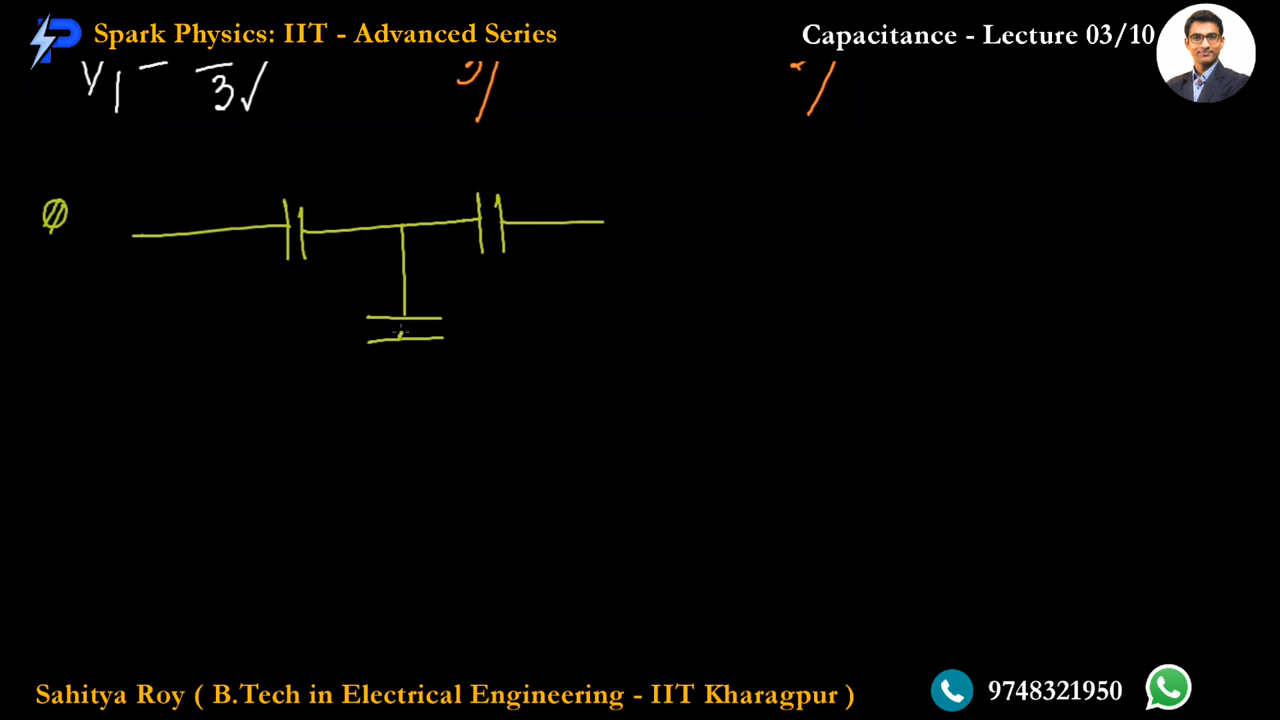 Spark Physics: IIT - Advanced Series
Capacitance - Lecture 03/10
3
Sahitya Roy ( B.Tech in Electrical Engineering - IIT Kharagpur )
9748321950